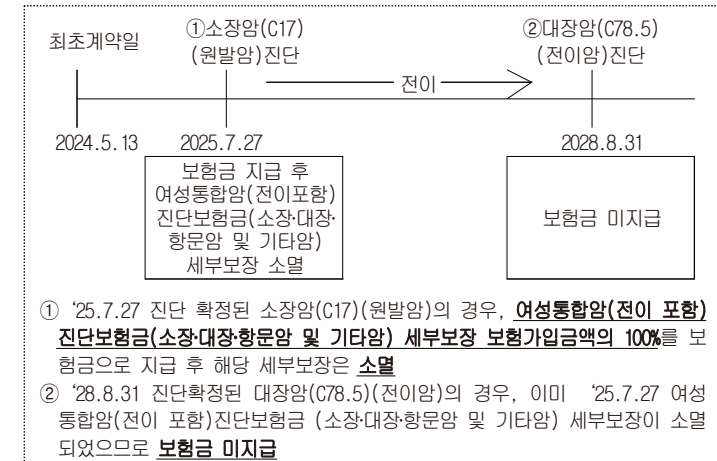 최초계약일
①소장암(C17)
(원발암)진단
전이
②대장암(C78.5)
(전이암)진단
2024.5.13
2025.7.27
2028.8.31
보험금 지급 후
여성통합암(전이포함)
진단보험금(소장·대장·
항문암 및 기타암)
세부보장 소멸
보험금 미지급
① ‘25.7.27 진단 확정된 소장암(C17)(원발암)의 경우, 여성통합암(전이 포함)
진단보험금(소장·대장·항문암 및 기타암) 세부보장 보험가입금액의 100%를 보
험금으로 지급 후 해당 세부보장은 소멸
② ‘28.8.31 진단확정된 대장암(C78.5)(전이암)의 경우, 이미 ‘25.7.27 여성
통합암(전이 포함)진단보험금 (소장·대장·항문암 및 기타암) 세부보장이 소멸
되었으므로 보험금 미지급